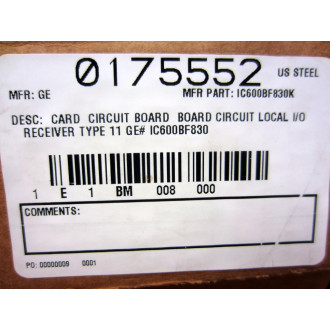 0175552 US STEEL
MFR: GE MFR PART: IC600BF830K
DESC: CARD CIRCUIT BOARD BOARD CIRCUIT LOCAL I/O
RECEIVER TYPE 11 GE# IC600BF830
1 E 1 BM 008 000
COMMENTS:
PO: 00000009 0001